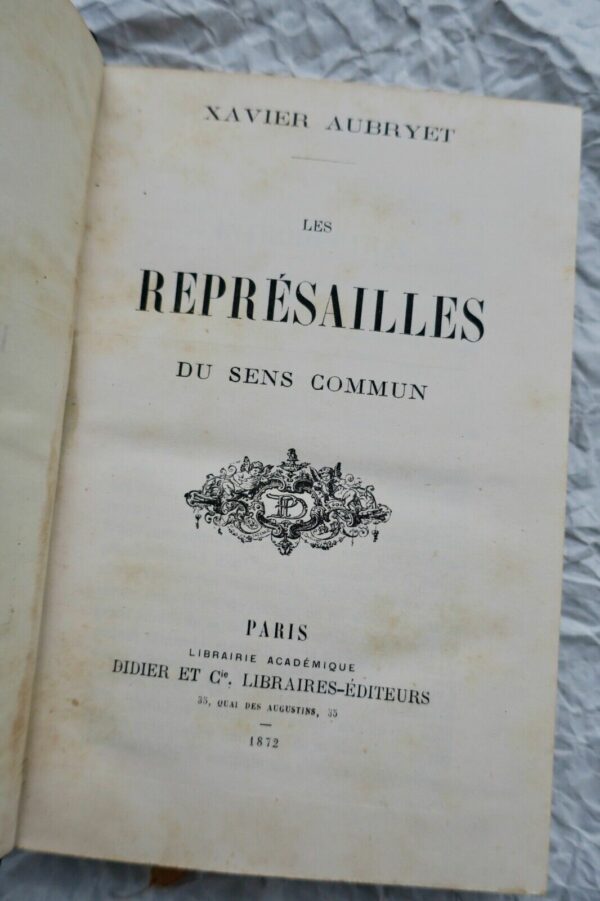 XAVIER AUBRYET
LES
REPRÉSAILLES
DU SENS COMMUN
PARIS
LIBRAIRIE ACADÉMIQUE
DIDIER ET Cie, LIBRAIRES-ÉDITEURS
35, QUAI DES AUGUSTINS, 35
1872